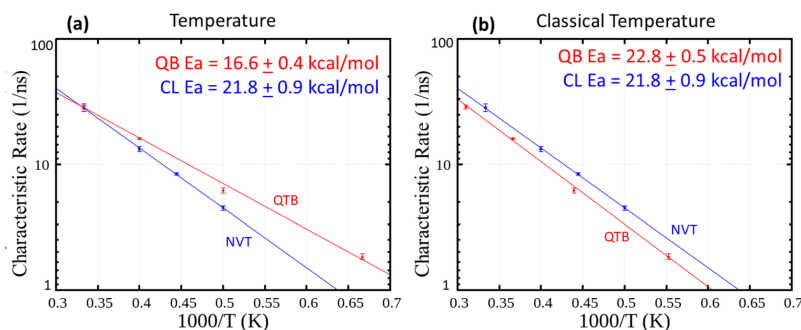 Temperature
(a)
QB Ea = 16.6 ± 0.4 kcal/mol
CL Ea = 21.8 ± 0.9 kcal/mol
Characteristic Rate (1/ns)
100
10
1
QTB
NVT
0.3 0.35 0.4 0.45 0.5 0.55 0.6 0.65 0.7
1000/T (K)
Classical Temperature
(b)
QB Ea = 22.8 ± 0.5 kcal/mol
CL Ea = 21.8 ± 0.9 kcal/mol
Characteristic Rate (1/ns)
100
10
1
NVT
QTB
0.3 0.35 0.4 0.45 0.5 0.55 0.6 0.65 0.7
1000/T (K)